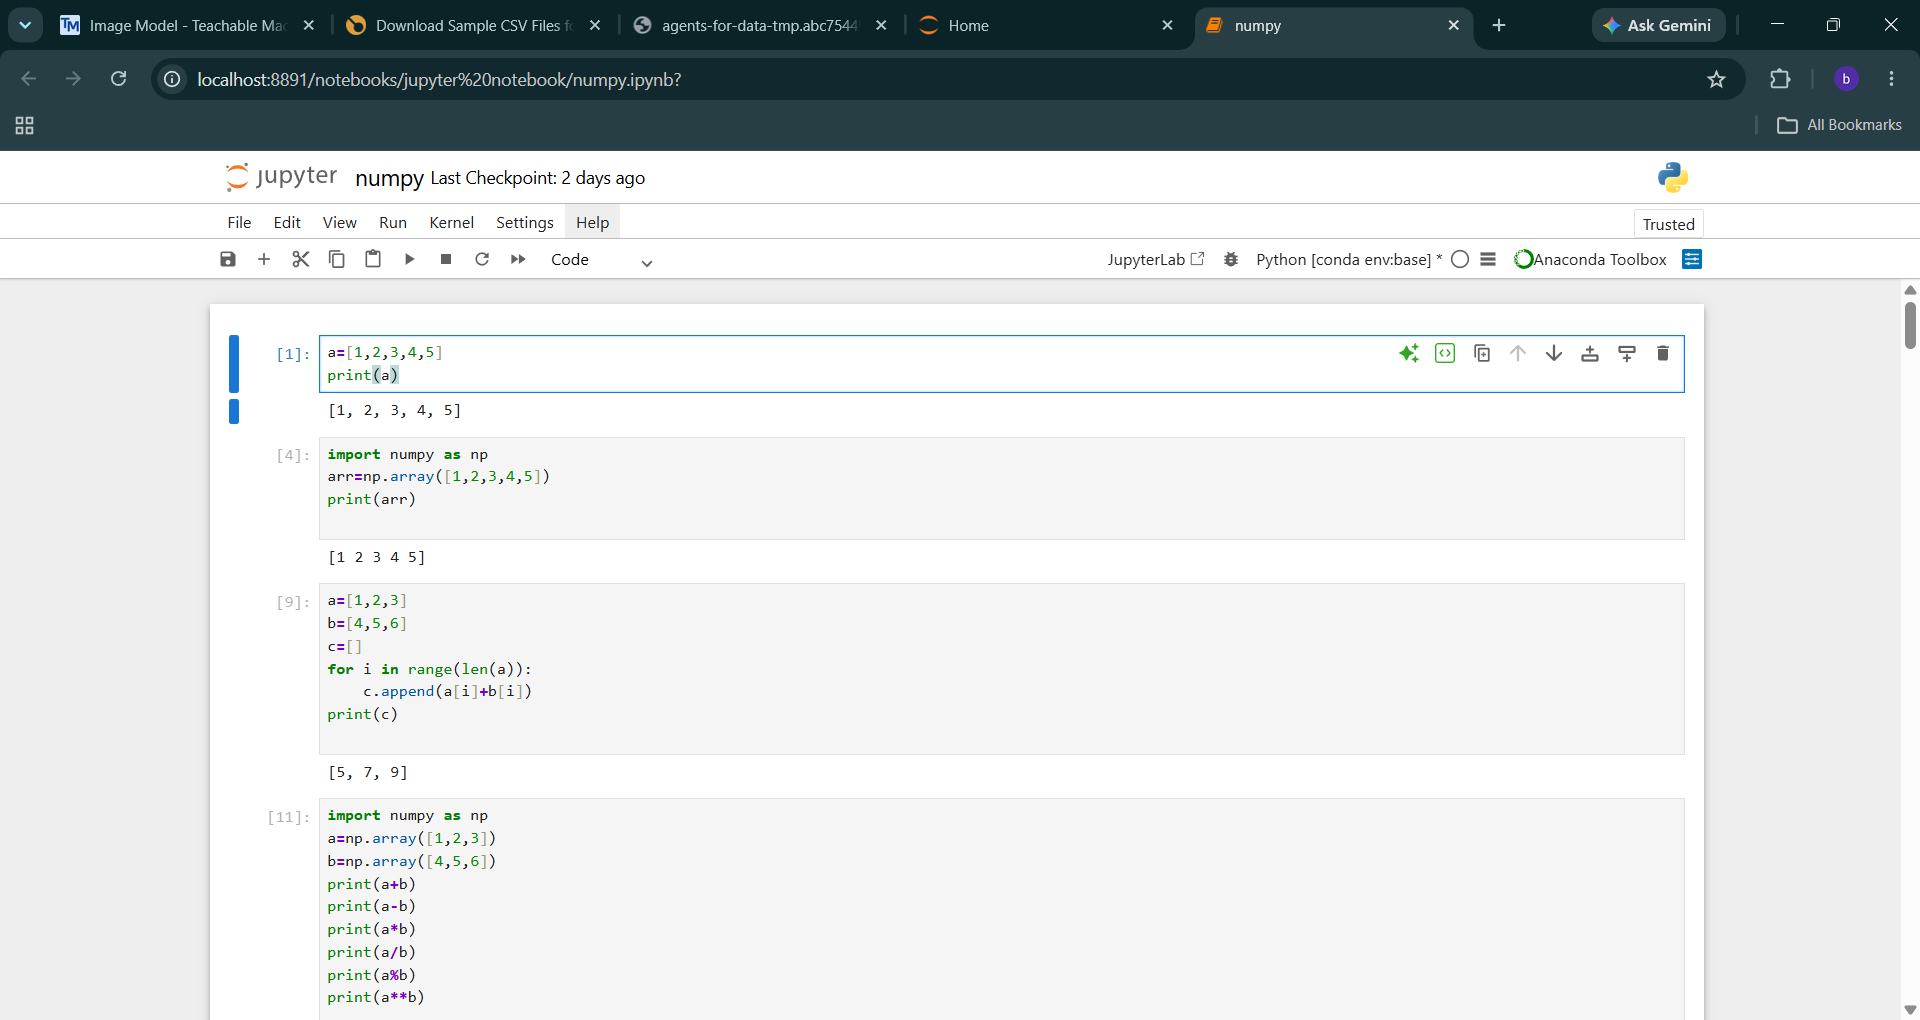 Image Model - Teachable Ma
Download Sample CSV Files f
agents-for-data-tmp.abc7544
Home
numpy
Ask Gemini
localhost:8891/notebooks/jupyter%20notebook/numpy.ipynb?
b
All Bookmarks
jupyter numpy Last Checkpoint: 2 days ago
File Edit View Run Kernel Settings Help
Trusted
Code
JupyterLab
Python [conda env:base] *
Anaconda Toolbox
[1]:
a=[1,2,3,4,5]
print(a)
[1, 2, 3, 4, 5]
[4]:
import numpy as np
arr=np.array([1,2,3,4,5])
print(arr)
[1 2 3 4 5]
[9]:
a=[1,2,3]
b=[4,5,6]
c=[]
for i in range(len(a)):
    c.append(a[i]+b[i])
print(c)
[5, 7, 9]
[11]:
import numpy as np
a=np.array([1,2,3])
b=np.array([4,5,6])
print(a+b)
print(a-b)
print(a*b)
print(a/b)
print(a%b)
print(a**b)